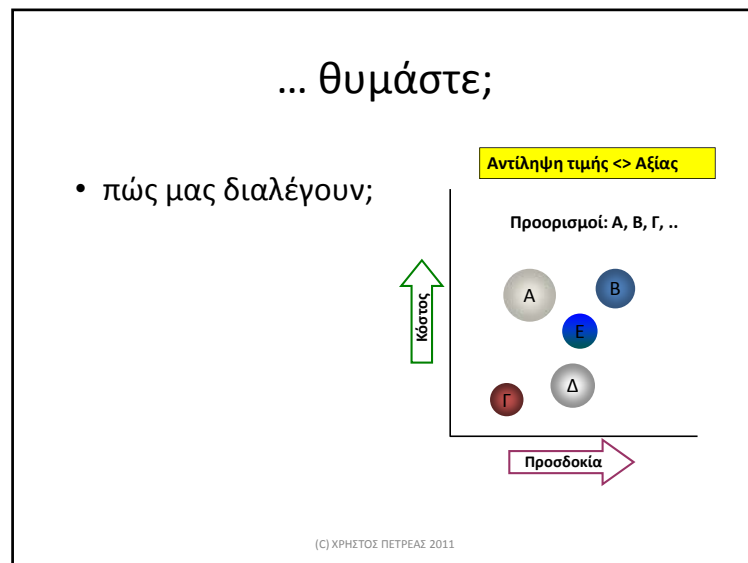 … θυμάστε;
• πώς μας διαλέγουν;
Αντίληψη τιμής <> Αξίας
Προορισμοί: Α, Β, Γ, ..
Α
Β
Ε
Δ
Γ
Κόστος
Προσδοκία
(C) ΧΡΗΣΤΟΣ ΠΕΤΡΕΑΣ 2011